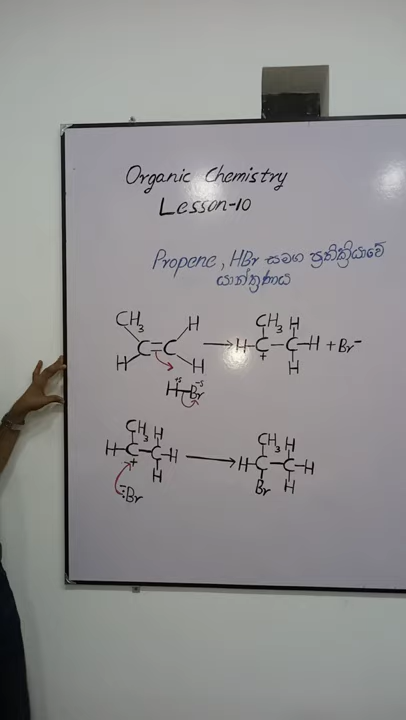 Organic Chemistry
Lesson-10
Propene, HBr සමග ප්‍රතික්‍රියාවේ
යාන්ත්‍රණය
CH3 H CH3 H
C=C → H-C-C-H + Br-
H H + H
+δ -δ
H-Br
CH3 H CH3 H
H-C-C-H → H-C-C-H
+ H Br H
-:Br